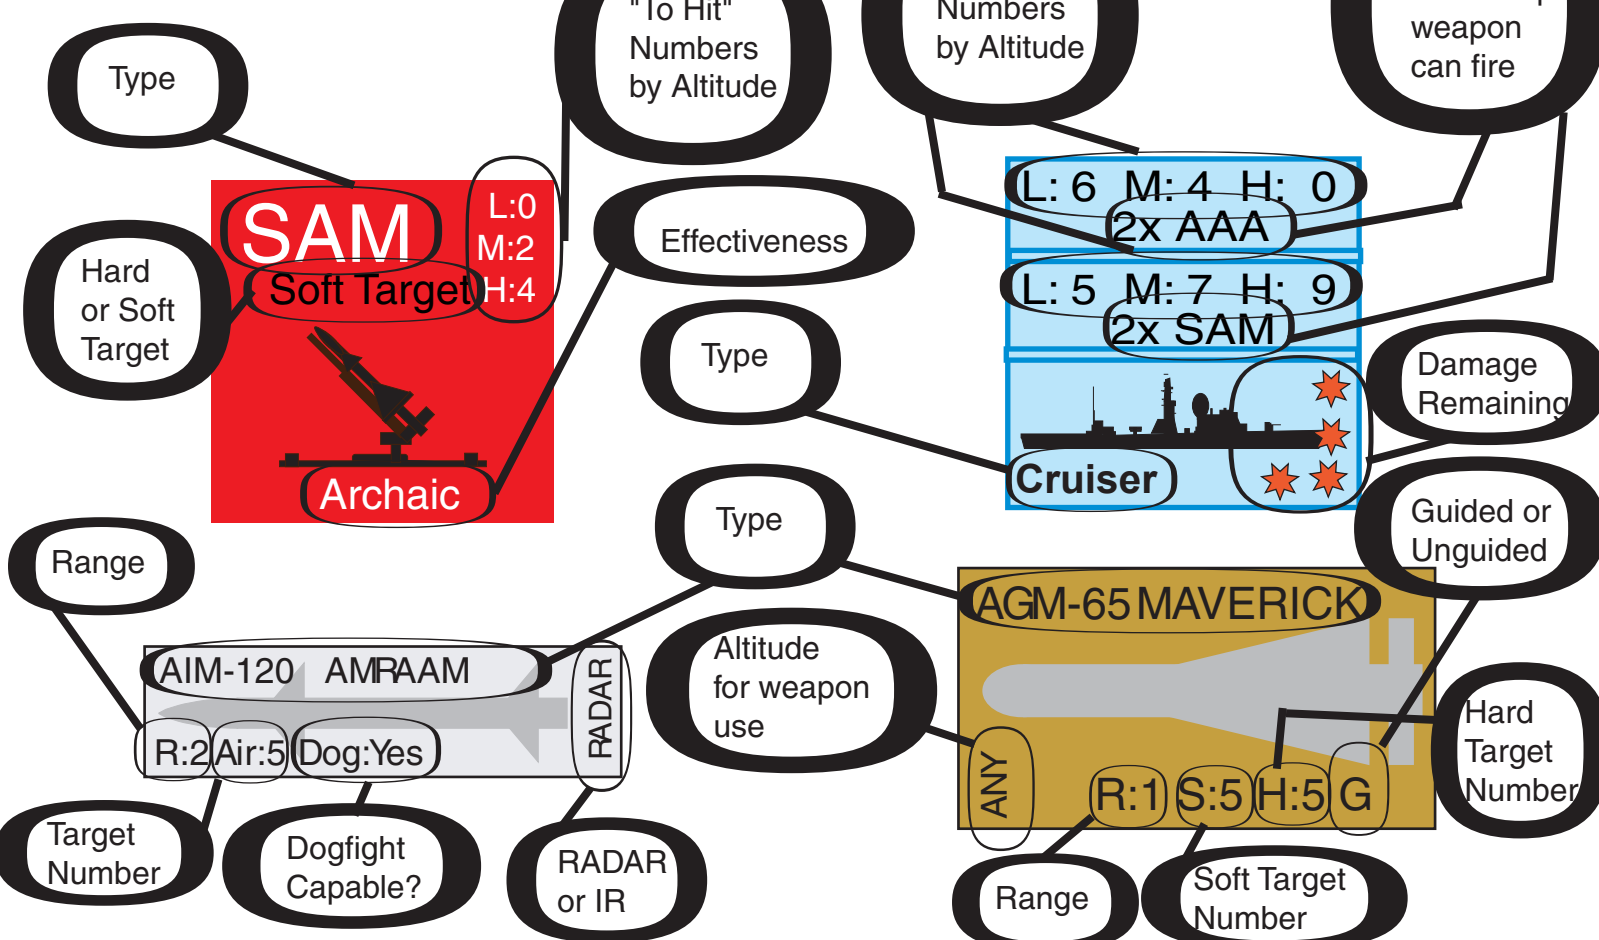 "To Hit"
Numbers
by Altitude
Numbers
by Altitude
weapon
can fire
Type
SAM
L:0
M:2
H:4
Soft Target
Archaic
Hard
or Soft
Target
Effectiveness
Type
L: 6 M: 4 H: 0
2x AAA
L: 5 M: 7 H: 9
2x SAM
Cruiser
Damage
Remaining
Range
Type
Guided or
Unguided
AIM-120 AMRAAM
RADAR
R:2 Air:5 Dog:Yes
Altitude
for weapon
use
AGM-65 MAVERICK
ANY
R:1 S:5 H:5 G
Hard
Target
Number
Target
Number
Dogfight
Capable?
RADAR
or IR
Range
Soft Target
Number